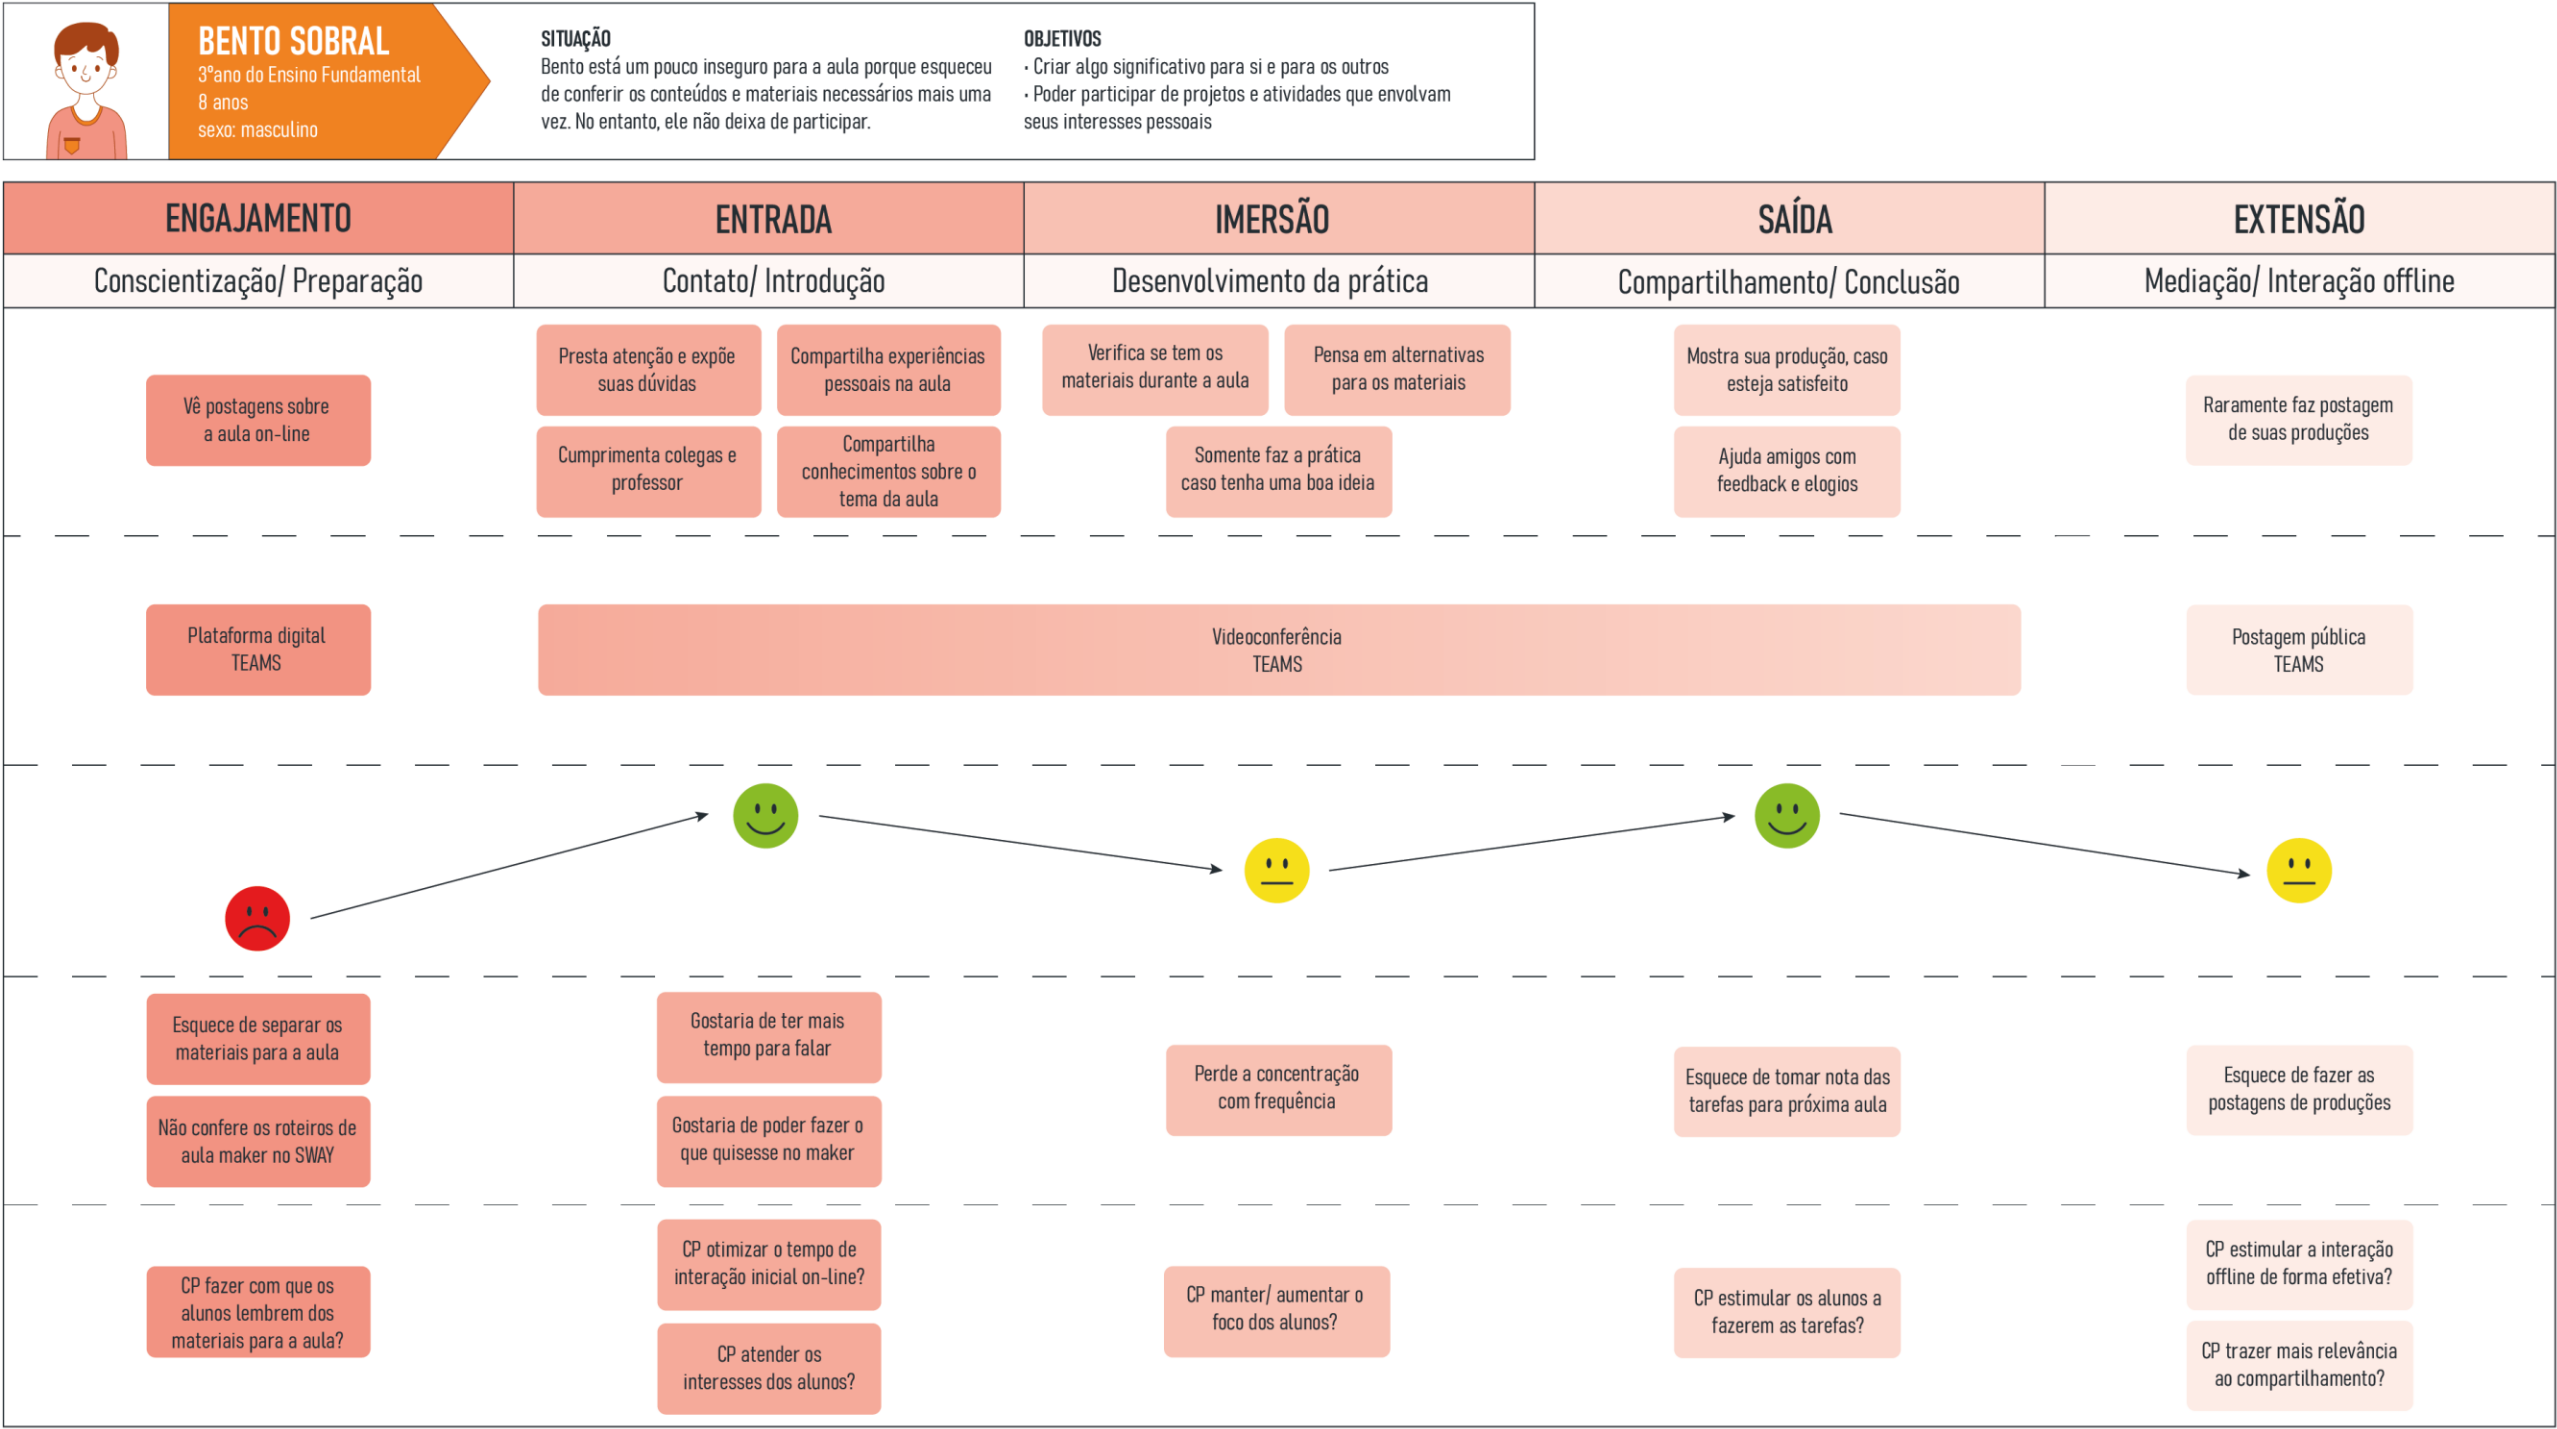 BENTO SOBRAL
3ºano do Ensino Fundamental
8 anos
sexo: masculino
SITUAÇÃO
Bento está um pouco inseguro para a aula porque esqueceu
de conferir os conteúdos e materiais necessários mais uma
vez. No entanto, ele não deixa de participar.
OBJETIVOS
· Criar algo significativo para si e para os outros
· Poder participar de projetos e atividades que envolvam
seus interesses pessoais
ENGAJAMENTO
ENTRADA
IMERSÃO
SAÍDA
EXTENSÃO
Conscientização/ Preparação
Contato/ Introdução
Desenvolvimento da prática
Compartilhamento/ Conclusão
Mediação/ Interação offline
Vê postagens sobre
a aula on-line
Presta atenção e expõe
suas dúvidas
Compartilha experiências
pessoais na aula
Cumprimenta colegas e
professor
Compartilha
conhecimentos sobre o
tema da aula
Verifica se tem os
materiais durante a aula
Pensa em alternativas
para os materiais
Somente faz a prática
caso tenha uma boa ideia
Mostra sua produção, caso
esteja satisfeito
Ajuda amigos com
feedback e elogios
Raramente faz postagem
de suas produções
Plataforma digital
TEAMS
Videoconferência
TEAMS
Postagem pública
TEAMS
Esquece de separar os
materiais para a aula
Não confere os roteiros de
aula maker no SWAY
Gostaria de ter mais
tempo para falar
Gostaria de poder fazer o
que quisesse no maker
Perde a concentração
com frequência
Esquece de tomar nota das
tarefas para próxima aula
Esquece de fazer as
postagens de produções
CP fazer com que os
alunos lembrem dos
materiais para a aula?
CP otimizar o tempo de
interação inicial on-line?
CP atender os
interesses dos alunos?
CP manter/ aumentar o
foco dos alunos?
CP estimular os alunos a
fazerem as tarefas?
CP estimular a interação
offline de forma efetiva?
CP trazer mais relevância
ao compartilhamento?